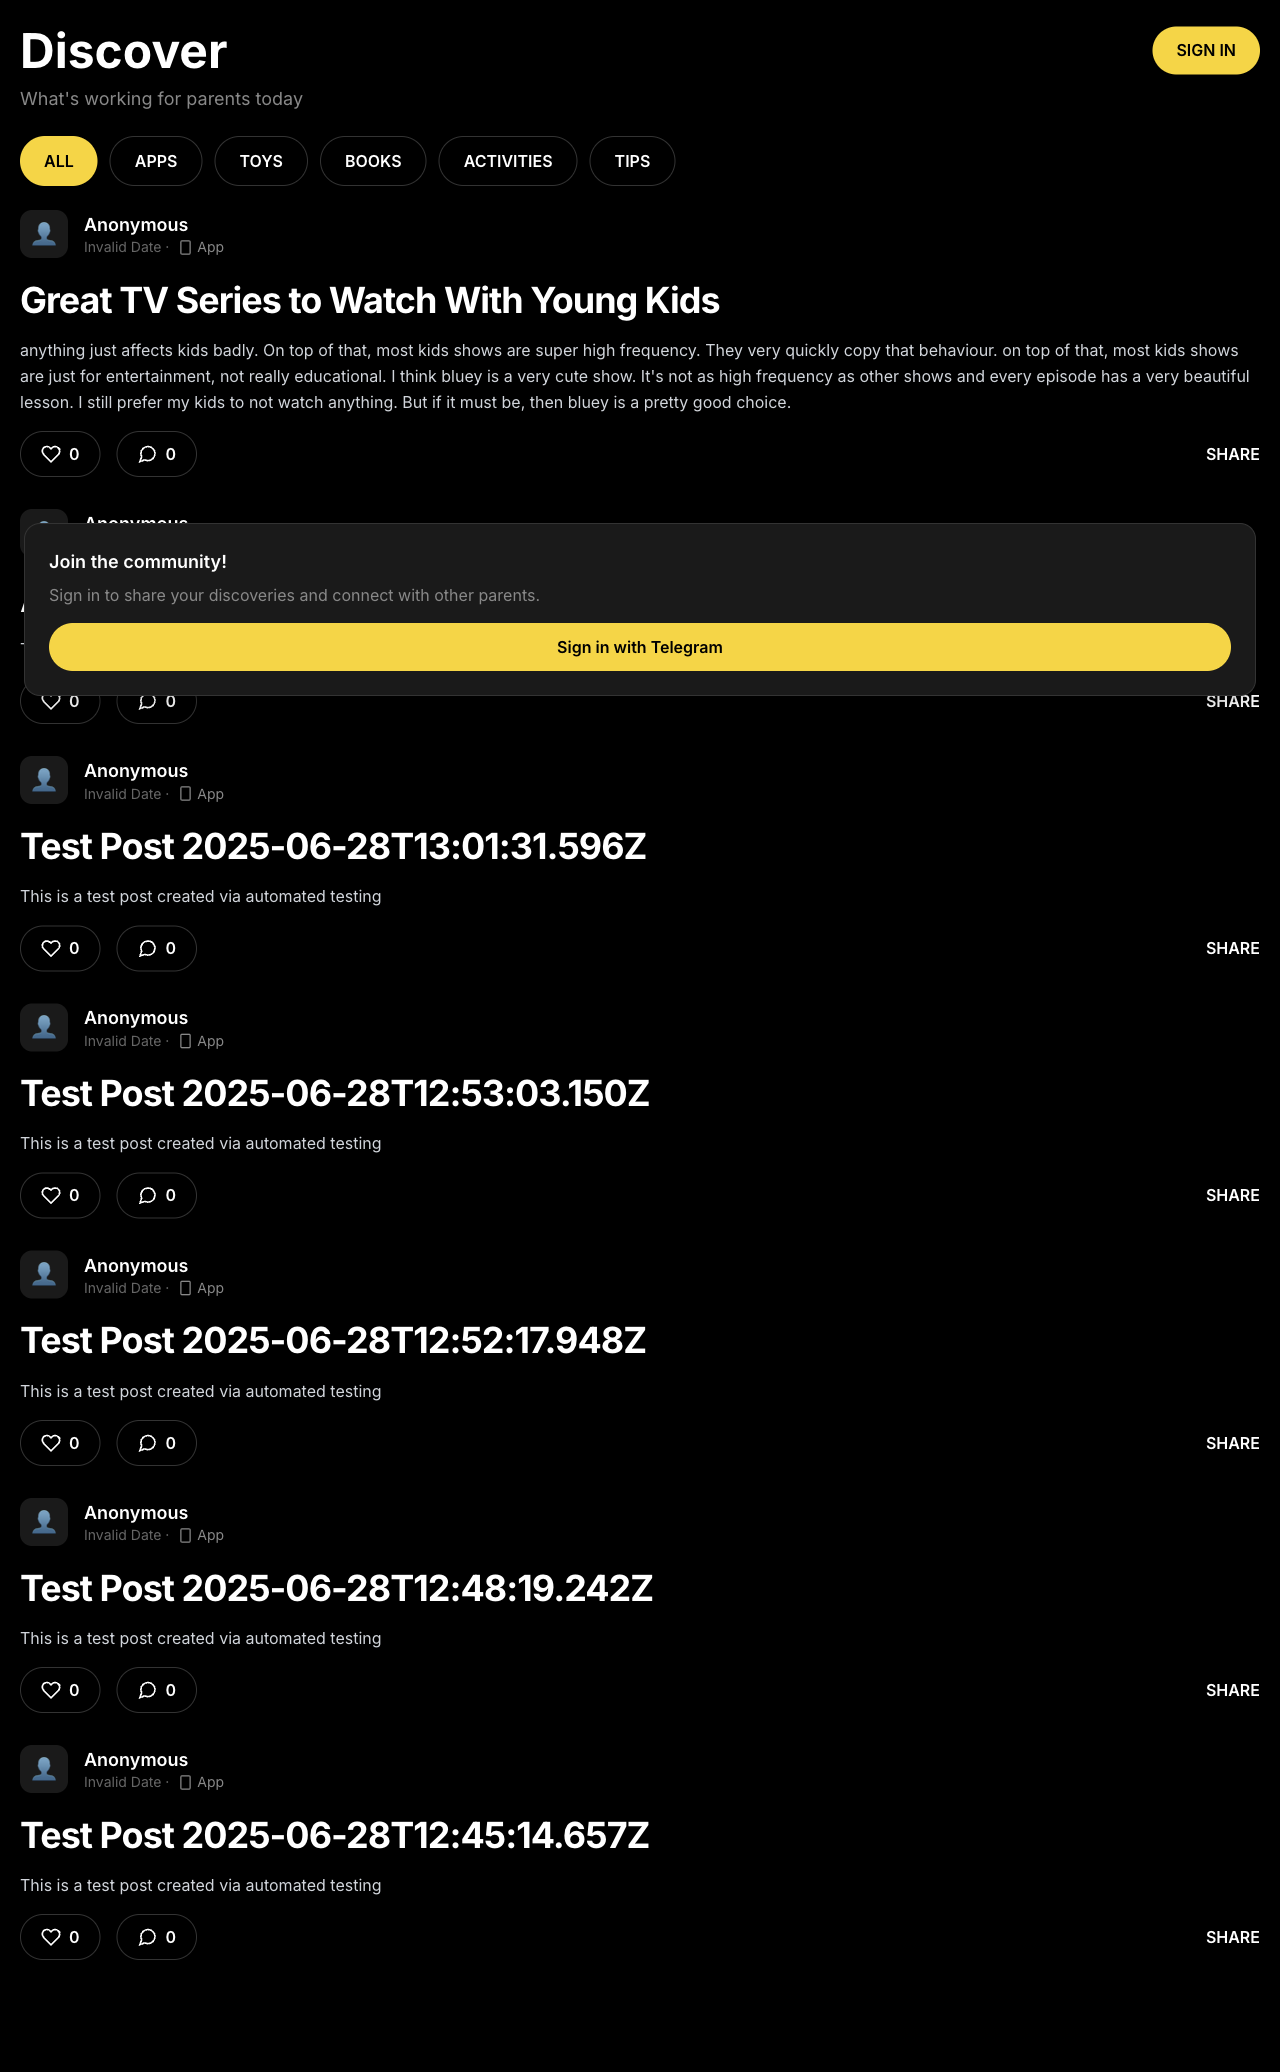 Discover
SIGN IN
What's working for parents today
ALL
APPS
TOYS
BOOKS
ACTIVITIES
TIPS
Anonymous
Invalid Date · App
Great TV Series to Watch With Young Kids
anything just affects kids badly. On top of that, most kids shows are super high frequency. They very quickly copy that behaviour. on top of that, most kids shows
are just for entertainment, not really educational. I think bluey is a very cute show. It's not as high frequency as other shows and every episode has a very beautiful
lesson. I still prefer my kids to not watch anything. But if it must be, then bluey is a pretty good choice.
0
0
SHARE
Anonymous
Join the community!
Sign in to share your discoveries and connect with other parents.
Sign in with Telegram
0
0
SHARE
Anonymous
Invalid Date · App
Test Post 2025-06-28T13:01:31.596Z
This is a test post created via automated testing
0
0
SHARE
Anonymous
Invalid Date · App
Test Post 2025-06-28T12:53:03.150Z
This is a test post created via automated testing
0
0
SHARE
Anonymous
Invalid Date · App
Test Post 2025-06-28T12:52:17.948Z
This is a test post created via automated testing
0
0
SHARE
Anonymous
Invalid Date · App
Test Post 2025-06-28T12:48:19.242Z
This is a test post created via automated testing
0
0
SHARE
Anonymous
Invalid Date · App
Test Post 2025-06-28T12:45:14.657Z
This is a test post created via automated testing
0
0
SHARE